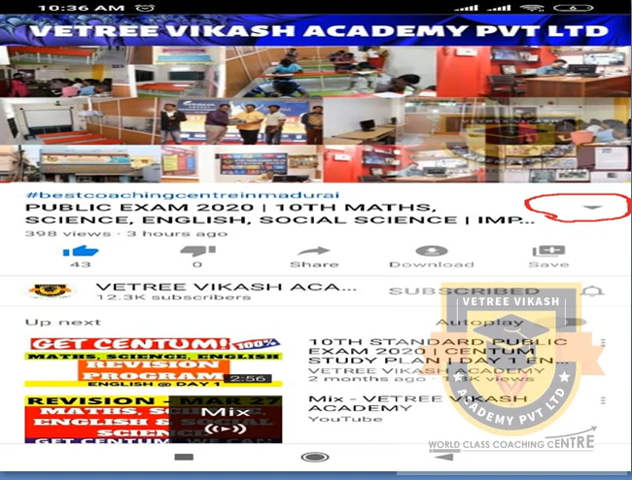 10:36 AM
6
VETREE VIKASH ACADEMY PVT LTD
VETREE VIKASH
#bestcoachingcentreinmadurai
PUBLIC EXAM 2020 | 10TH MATHS,
SCIENCE, ENGLISH, SOCIAL SCIENCE | IMP...
398 views · 3 hours ago
43
0
Share
Download
Save
VETREE VIKASH ACA...
SUBSCRIBED
12.3K subscribers
Up next
Autoplay
GET CENTUM! 100%
MATHS, SCIENCE, ENGLISH
REVISION
PROGRAM
ENGLISH @ DAY 1
2:56
10TH STANDARD PUBLIC
EXAM 2020 | CENTUM
STUDY PLAN | DAY 1 | EN...
VETREE VIKASH ACADEMY
2 months ago
REVISION - MAR 27
MATHS,
ENGLISH &
SCIENCE
GET CENTUM!
Mix
Mix - VETREE VIKASH
ACADEMY
YouTube
VETREE VIKASH
ACADEMY PVT LTD
WORLD CLASS COACHING CENTRE